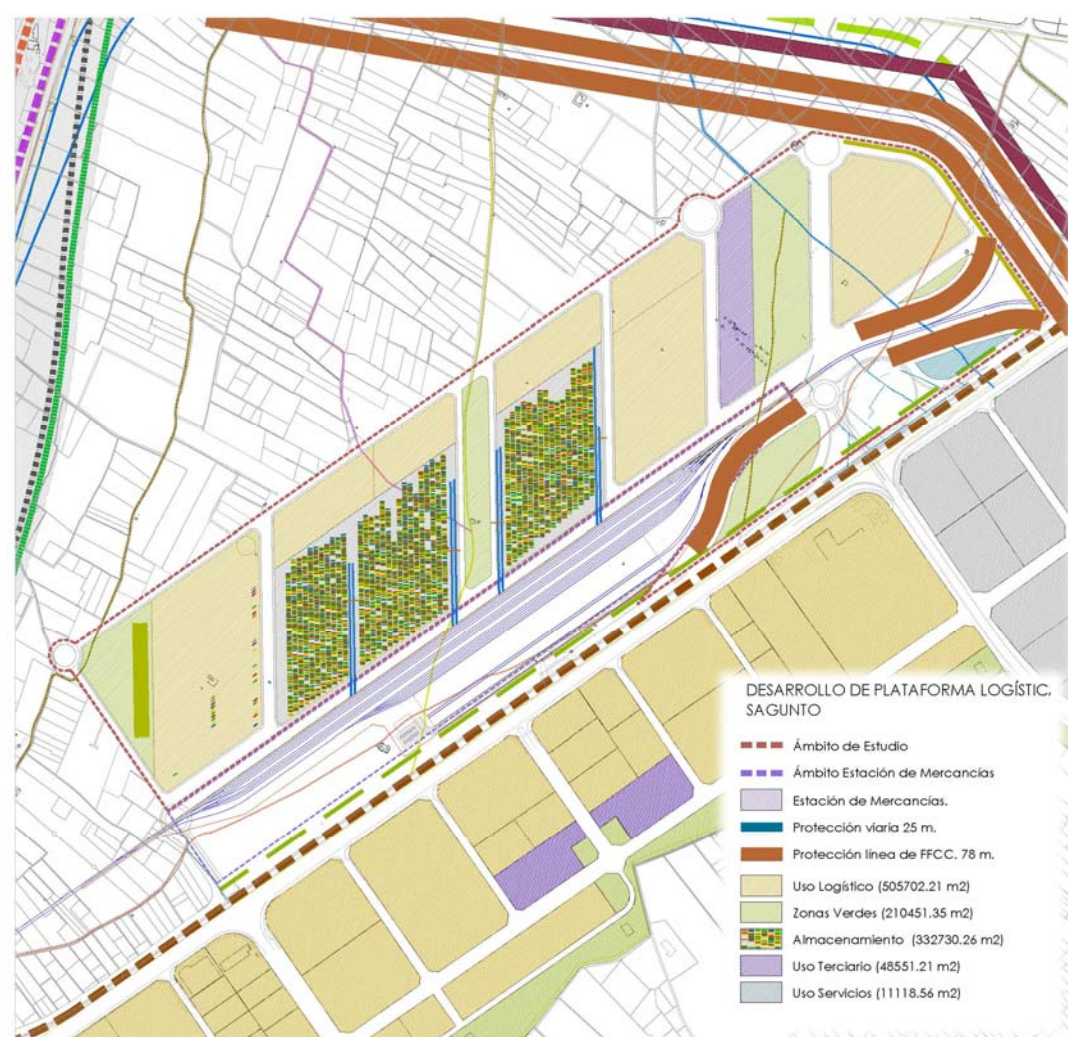 DESARROLLO DE PLATAFORMA LOGÍSTIC
SAGUNTO
Ámbito de Estudio
Ámbito Estación de Mercancías
Estación de Mercancías.
Protección viaria 25 m.
Protección línea de FFCC. 78 m.
Uso Logístico (505702.21 m2)
Zonas Verdes (210451.35 m2)
Almacenamiento (332730.26 m2)
Uso Terciario (48551.21 m2)
Uso Servicios (11118.56 m2)